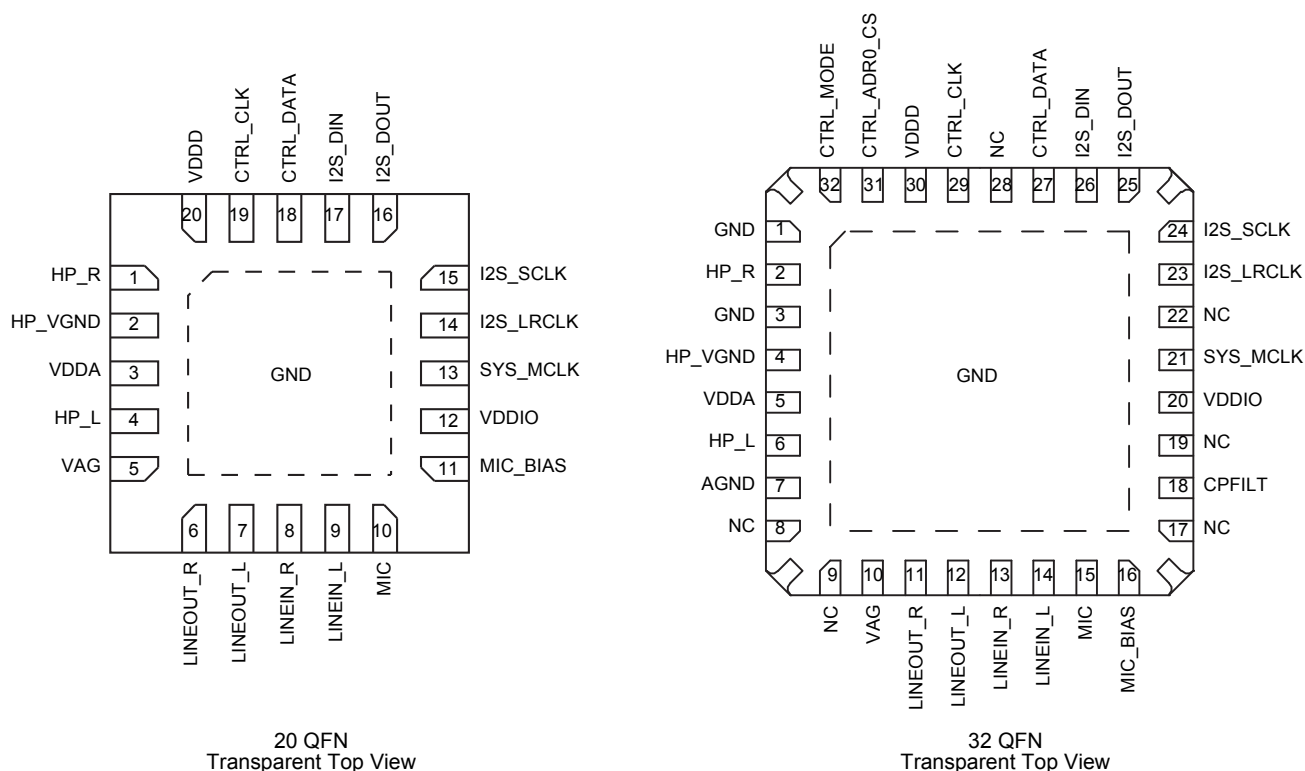 VDDD
CTRL_CLK
CTRL_DATA
I2S_DIN
I2S_DOUT
20
19
18
17
16
HP_R
1
HP_VGND
2
VDDA
3
HP_L
4
VAG
5
GND
15
I2S_SCLK
14
I2S_LRCLK
13
SYS_MCLK
12
VDDIO
11
MIC_BIAS
6
7
8
9
10
LINEOUT_R
LINEOUT_L
LINEIN_R
LINEIN_L
MIC
20 QFN
Transparent Top View
CTRL_MODE
CTRL_ADR0_CS
VDDD
CTRL_CLK
NC
CTRL_DATA
I2S_DIN
I2S_DOUT
32
31
30
29
28
27
26
25
GND
1
HP_R
2
GND
3
HP_VGND
4
VDDA
5
HP_L
6
AGND
7
NC
8
GND
24
I2S_SCLK
23
I2S_LRCLK
22
NC
21
SYS_MCLK
20
VDDIO
19
NC
18
CPFILT
17
NC
9
10
11
12
13
14
15
16
NC
VAG
LINEOUT_R
LINEOUT_L
LINEIN_R
LINEIN_L
MIC
MIC_BIAS
32 QFN
Transparent Top View